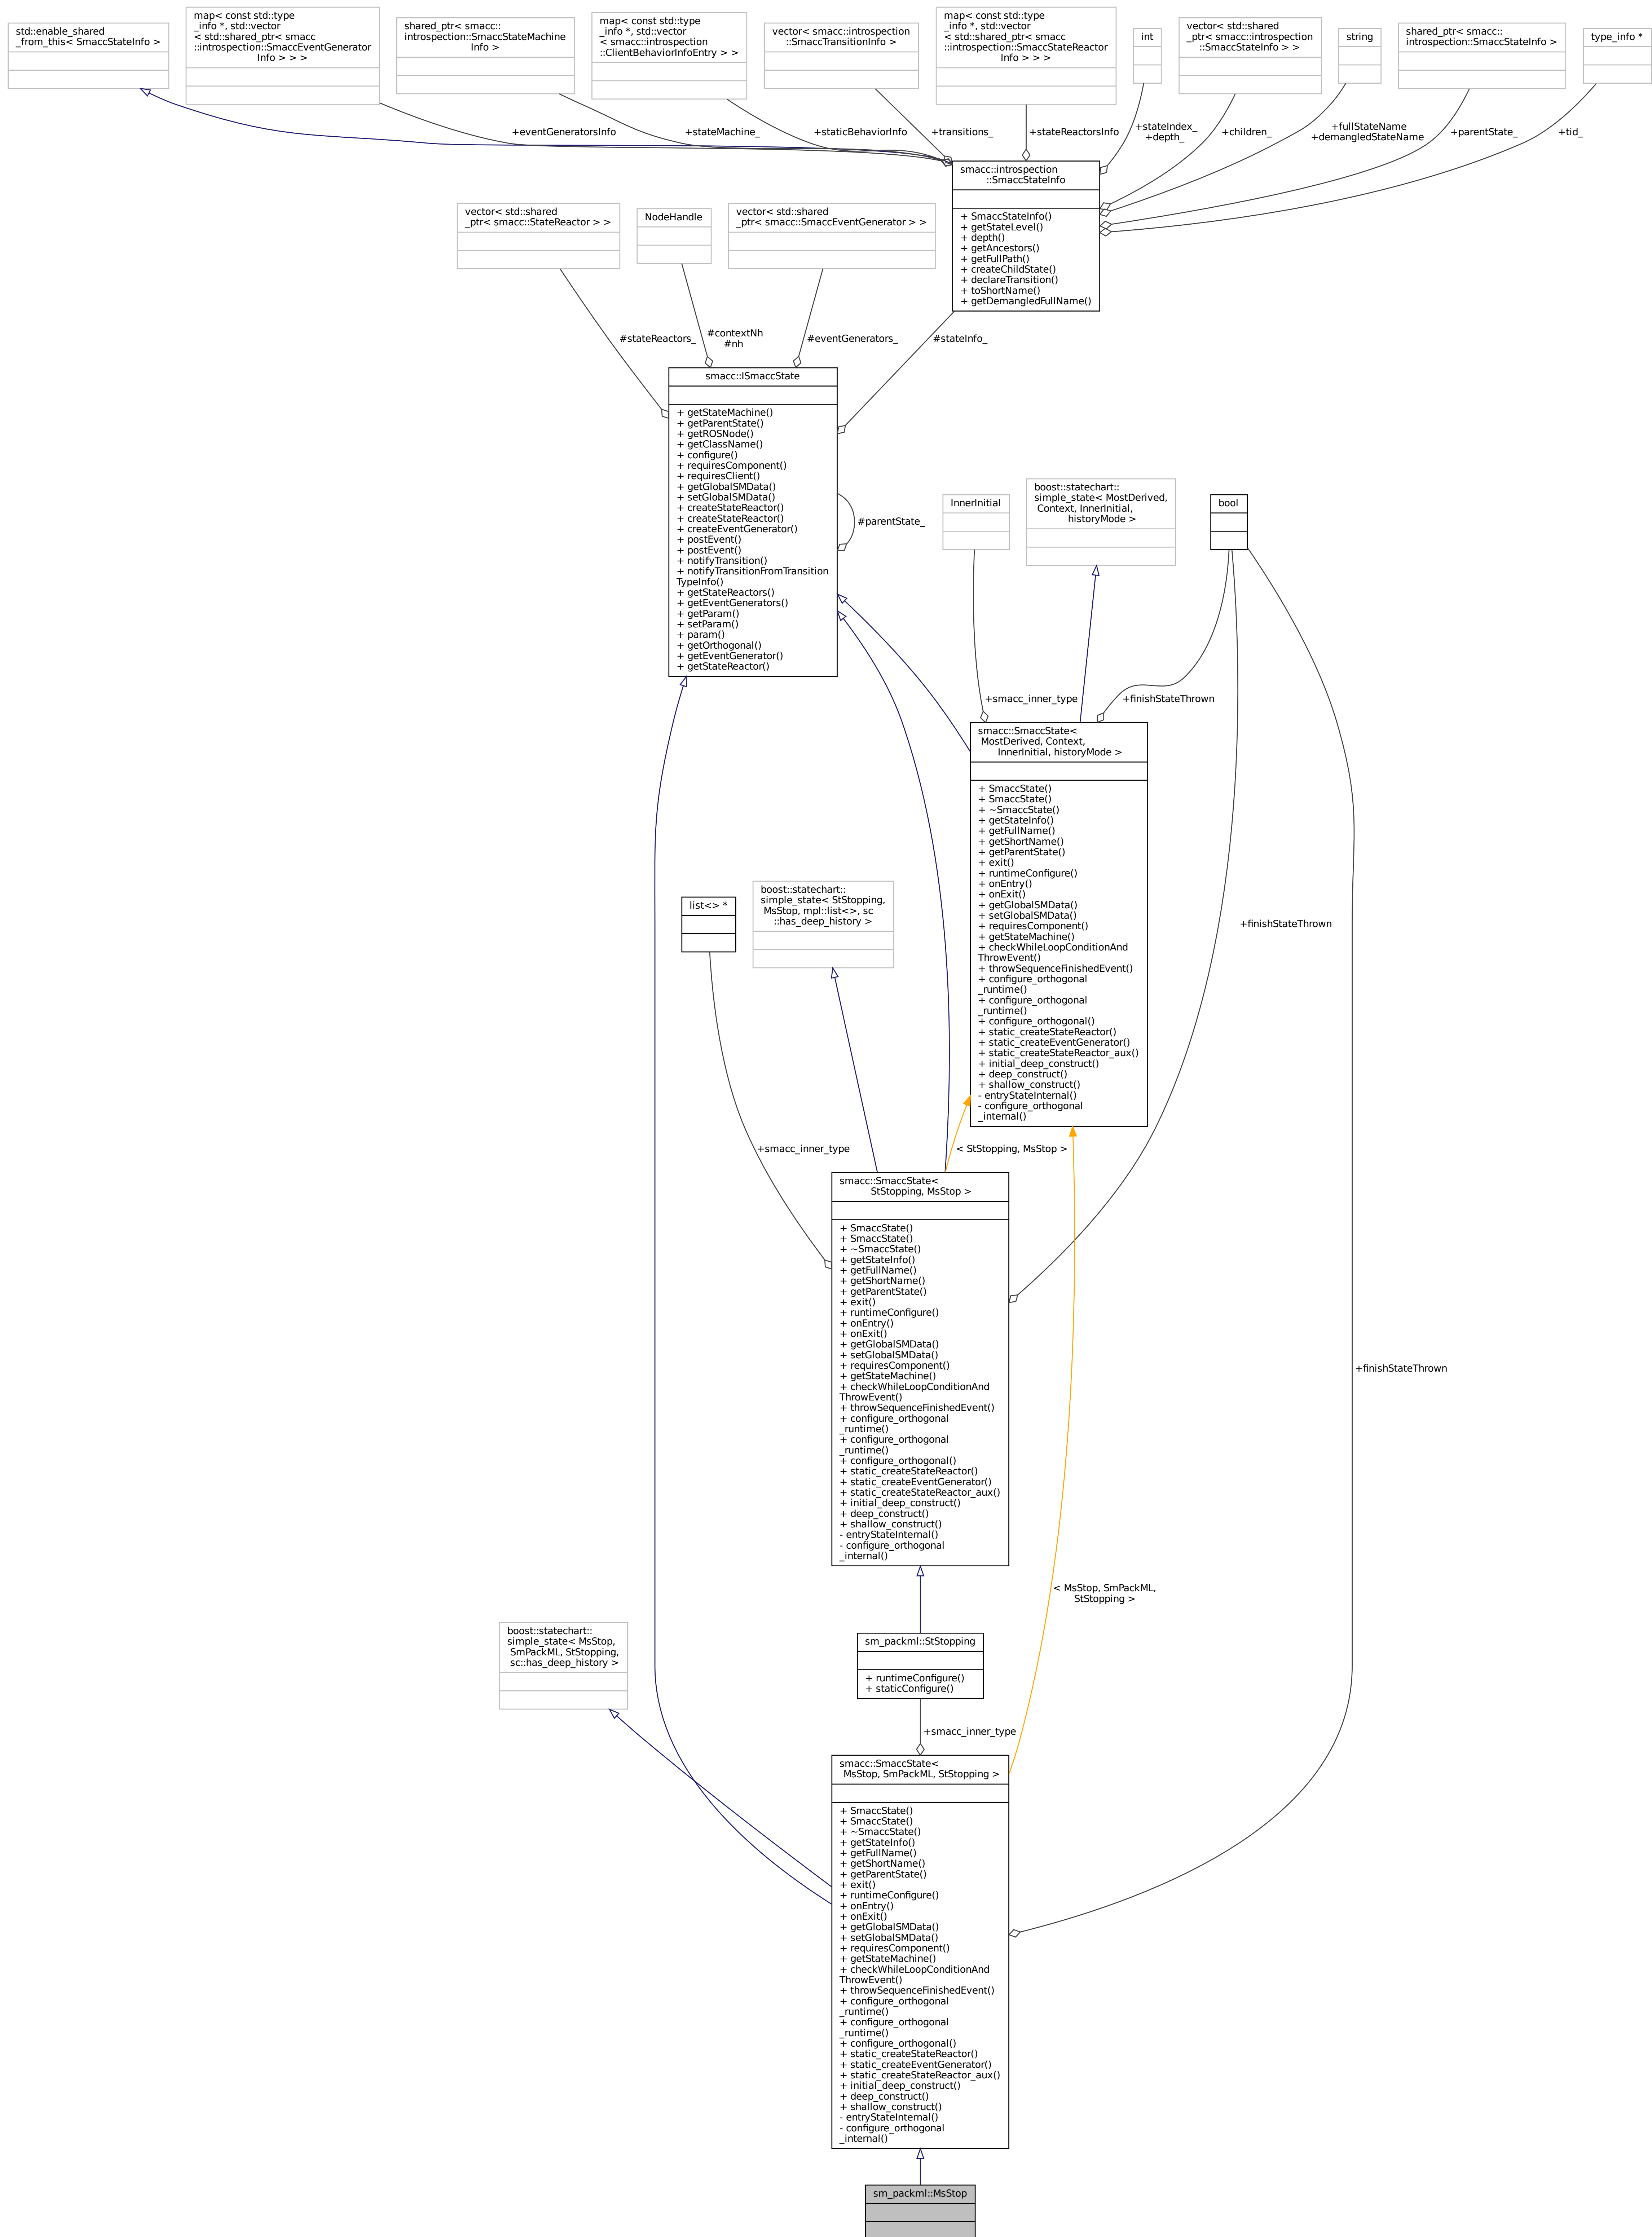 std::enable_shared
_from_this< SmaccStateInfo >
map< const std::type
_info *, std::vector
< std::shared_ptr< smacc
::introspection::SmaccEventGenerator
Info > > >
shared_ptr< smacc::
introspection::SmaccStateMachine
Info >
map< const std::type
_info *, std::vector
< smacc::introspection
::ClientBehaviorInfoEntry > >
vector< smacc::introspection
::SmaccTransitionInfo >
map< const std::type
_info *, std::vector
< std::shared_ptr< smacc
::introspection::SmaccStateReactor
Info > > >
int
vector< std::shared
_ptr< smacc::introspection
::SmaccStateInfo > >
string
shared_ptr< smacc::
introspection::SmaccStateInfo >
type_info *
+eventGeneratorsInfo
+stateMachine_
+staticBehaviorInfo
+transitions_
+stateReactorsInfo
+stateIndex_
+depth_
+children_
+fullStateName
+demangledStateName
+parentState_
+tid_
smacc::introspection
::SmaccStateInfo
+ SmaccStateInfo()
+ getStateLevel()
+ depth()
+ getAncestors()
+ getFullPath()
+ createChildState()
+ declareTransition()
+ toShortName()
+ getDemangledFullName()
vector< std::shared
_ptr< smacc::StateReactor > >
NodeHandle
vector< std::shared
_ptr< smacc::SmaccEventGenerator > >
#stateReactors_
#contextNh
#nh
#eventGenerators_
#stateInfo_
smacc::ISmaccState
+ getStateMachine()
+ getParentState()
+ getROSNode()
+ getClassName()
+ configure()
+ requiresComponent()
+ requiresClient()
+ getGlobalSMData()
+ setGlobalSMData()
+ createStateReactor()
+ createStateReactor()
+ createEventGenerator()
+ postEvent()
+ postEvent()
+ notifyTransition()
+ notifyTransitionFromTransition
TypeInfo()
+ getStateReactors()
+ getEventGenerators()
+ getParam()
+ setParam()
+ param()
+ getOrthogonal()
+ getEventGenerator()
+ getStateReactor()
#parentState_
InnerInitial
boost::statechart::
simple_state< MostDerived,
Context, InnerInitial,
historyMode >
bool
+smacc_inner_type
+finishStateThrown
smacc::SmaccState<
MostDerived, Context,
InnerInitial, historyMode >
+ SmaccState()
+ SmaccState()
+ ~SmaccState()
+ getStateInfo()
+ getFullName()
+ getShortName()
+ getParentState()
+ exit()
+ runtimeConfigure()
+ onEntry()
+ onExit()
+ getGlobalSMData()
+ setGlobalSMData()
+ requiresComponent()
+ getStateMachine()
+ checkWhileLoopConditionAnd
ThrowEvent()
+ throwSequenceFinishedEvent()
+ configure_orthogonal
_runtime()
+ configure_orthogonal
_runtime()
+ configure_orthogonal()
+ static_createStateReactor()
+ static_createEventGenerator()
+ static_createStateReactor_aux()
+ initial_deep_construct()
+ deep_construct()
+ shallow_construct()
- entryStateInternal()
- configure_orthogonal
_internal()
list<> *
boost::statechart::
simple_state< StStopping,
MsStop, mpl::list<>, sc
::has_deep_history >
+finishStateThrown
+smacc_inner_type
< StStopping, MsStop >
smacc::SmaccState<
StStopping, MsStop >
+ SmaccState()
+ SmaccState()
+ ~SmaccState()
+ getStateInfo()
+ getFullName()
+ getShortName()
+ getParentState()
+ exit()
+ runtimeConfigure()
+ onEntry()
+ onExit()
+ getGlobalSMData()
+ setGlobalSMData()
+ requiresComponent()
+ getStateMachine()
+ checkWhileLoopConditionAnd
ThrowEvent()
+ throwSequenceFinishedEvent()
+ configure_orthogonal
_runtime()
+ configure_orthogonal
_runtime()
+ configure_orthogonal()
+ static_createStateReactor()
+ static_createEventGenerator()
+ static_createStateReactor_aux()
+ initial_deep_construct()
+ deep_construct()
+ shallow_construct()
- entryStateInternal()
- configure_orthogonal
_internal()
+finishStateThrown
< MsStop, SmPackML,
StStopping >
boost::statechart::
simple_state< MsStop,
SmPackML, StStopping,
sc::has_deep_history >
sm_packml::StStopping
+ runtimeConfigure()
+ staticConfigure()
+smacc_inner_type
smacc::SmaccState<
MsStop, SmPackML, StStopping >
+ SmaccState()
+ SmaccState()
+ ~SmaccState()
+ getStateInfo()
+ getFullName()
+ getShortName()
+ getParentState()
+ exit()
+ runtimeConfigure()
+ onEntry()
+ onExit()
+ getGlobalSMData()
+ setGlobalSMData()
+ requiresComponent()
+ getStateMachine()
+ checkWhileLoopConditionAnd
ThrowEvent()
+ throwSequenceFinishedEvent()
+ configure_orthogonal
_runtime()
+ configure_orthogonal
_runtime()
+ configure_orthogonal()
+ static_createStateReactor()
+ static_createEventGenerator()
+ static_createStateReactor_aux()
+ initial_deep_construct()
+ deep_construct()
+ shallow_construct()
- entryStateInternal()
- configure_orthogonal
_internal()
sm_packml::MsStop